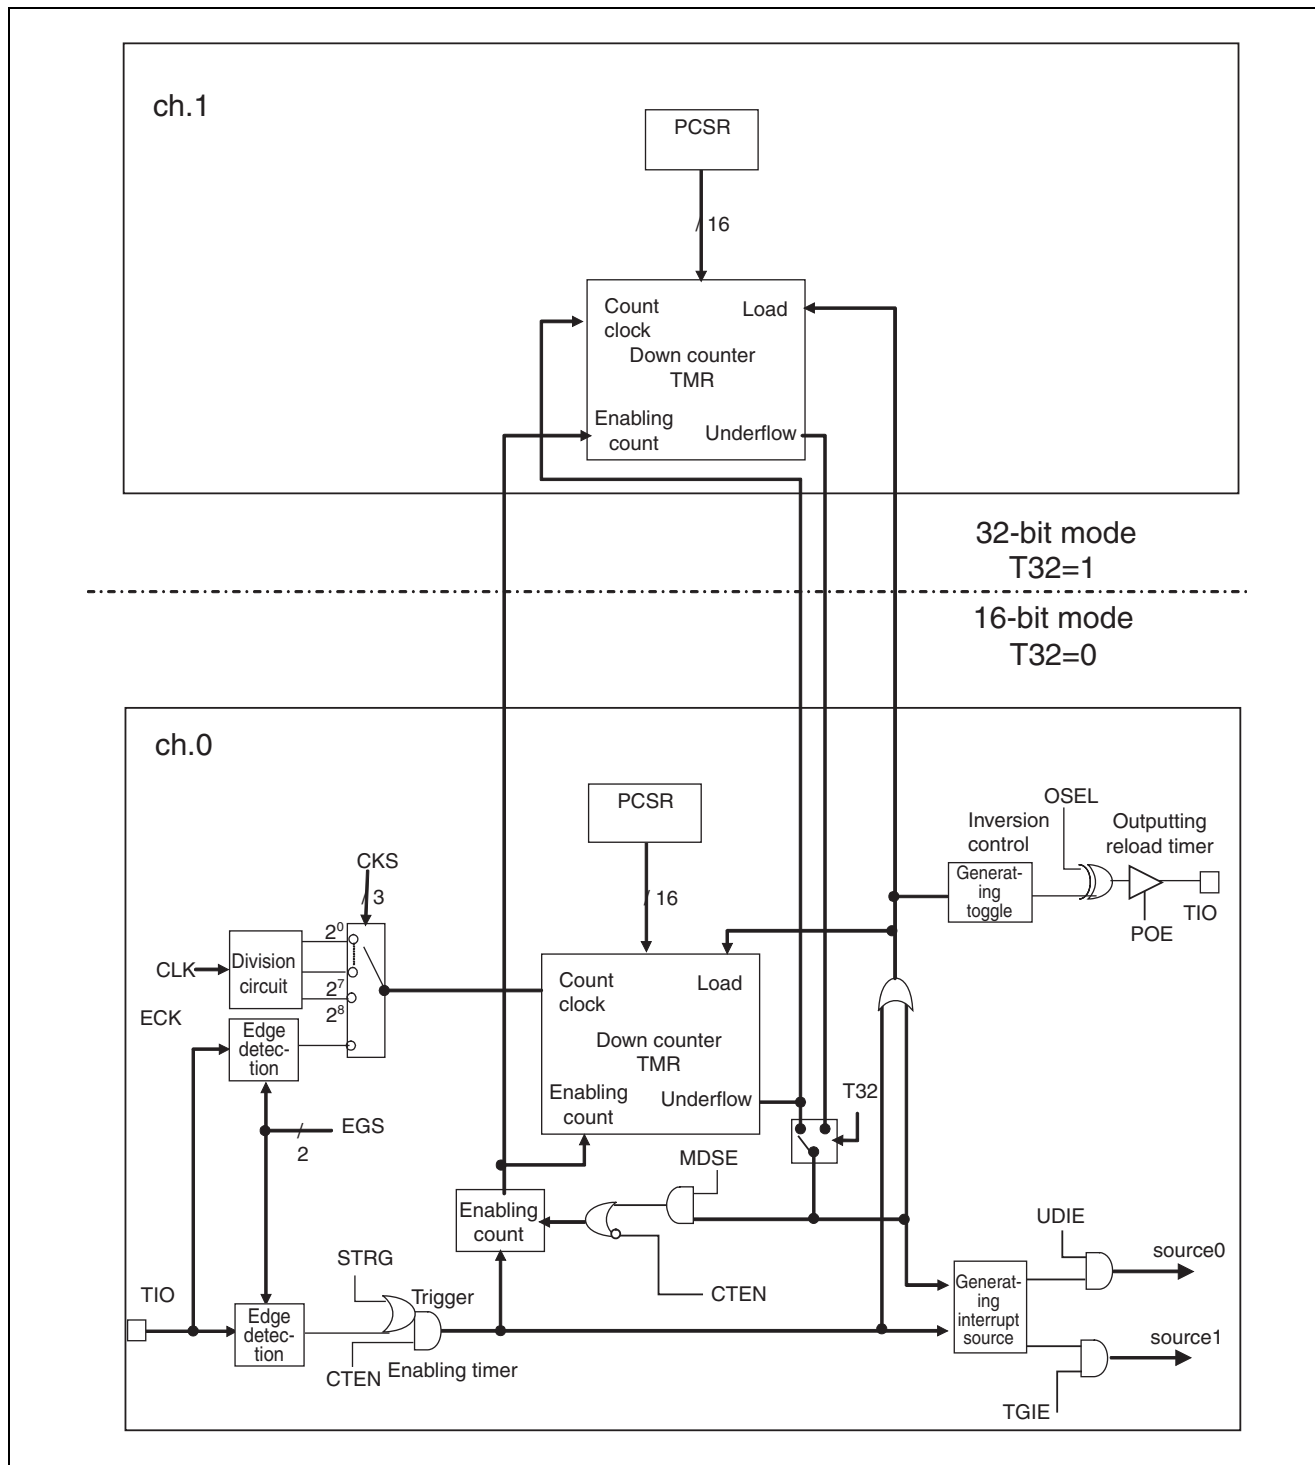 ch.1
PCSR
16
Count
clock
Load
Down counter
TMR
Enabling
count
Underflow
32-bit mode
T32=1
16-bit mode
T32=0
ch.0
PCSR
16
OSEL
Inversion
control
Outputting
reload timer
Generat-
ing
toggle
TIO
POE
CKS
3
2⁰
CLK
Division
circuit
2⁷
2⁸
ECK
Edge
detec-
tion
Count
clock
Load
Down counter
TMR
Enabling
count
Underflow
T32
EGS
2
MDSE
Enabling
count
CTEN
UDIE
source0
STRG
Trigger
TIO
Edge
detec-
tion
CTEN
Enabling timer
Generat-
ing
interrupt
source
source1
TGIE